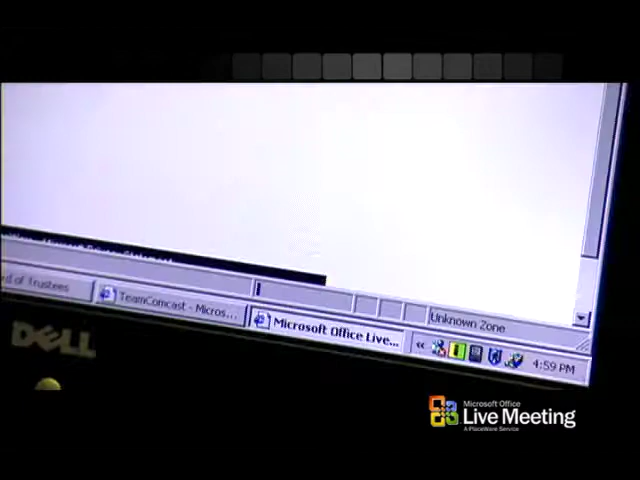 Unknown Zone
d of Trustees
TeamComcast - Micros...
Microsoft Office Live...
«
4:59 PM
DELL
Microsoft Office
Live Meeting
A PlaceWare Service